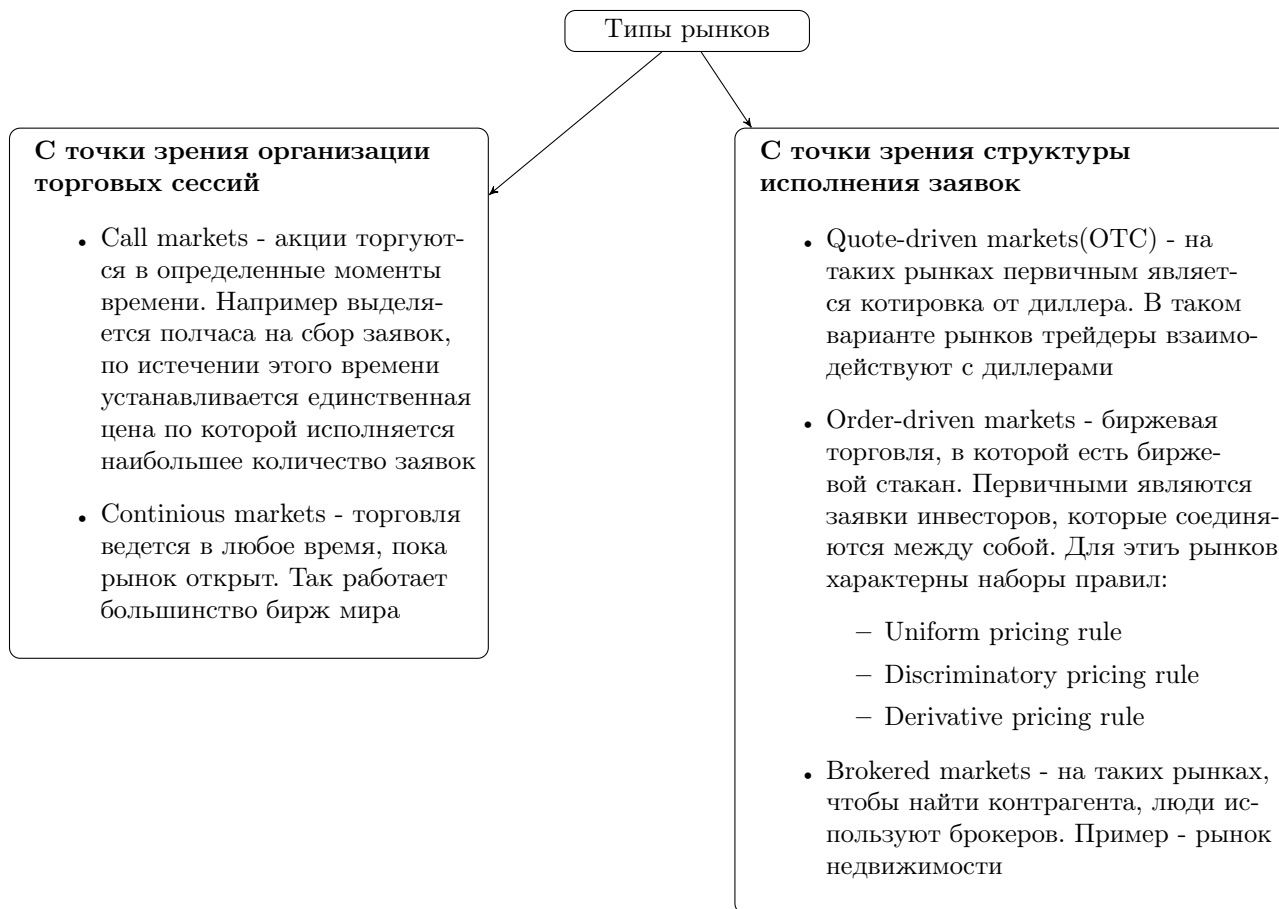 Типы рынков
С точки зрения организации
торговых сессий
• Call markets - акции торгуют-
ся в определенные моменты
времени. Например выделя-
ется полчаса на сбор заявок,
по истечении этого времени
устанавливается единственная
цена по которой исполняется
наибольшее количество заявок
• Continious markets - торговля
ведется в любое время, пока
рынок открыт. Так работает
большинство бирж мира
С точки зрения структуры
исполнения заявок
• Quote-driven markets(OTC) - на
таких рынках первичным являет-
ся котировка от диллера. В таком
варианте рынков трейдеры взаимо-
действуют с диллерами
• Order-driven markets - биржевая
торговля, в которой есть бирже-
вой стакан. Первичными являются
заявки инвесторов, которые соединя-
ются между собой. Для этиъ рынков
характерны наборы правил:
– Uniform pricing rule
– Discriminatory pricing rule
– Derivative pricing rule
• Brokered markets - на таких рынках,
чтобы найти контрагента, люди ис-
пользуют брокеров. Пример - рынок
недвижимости